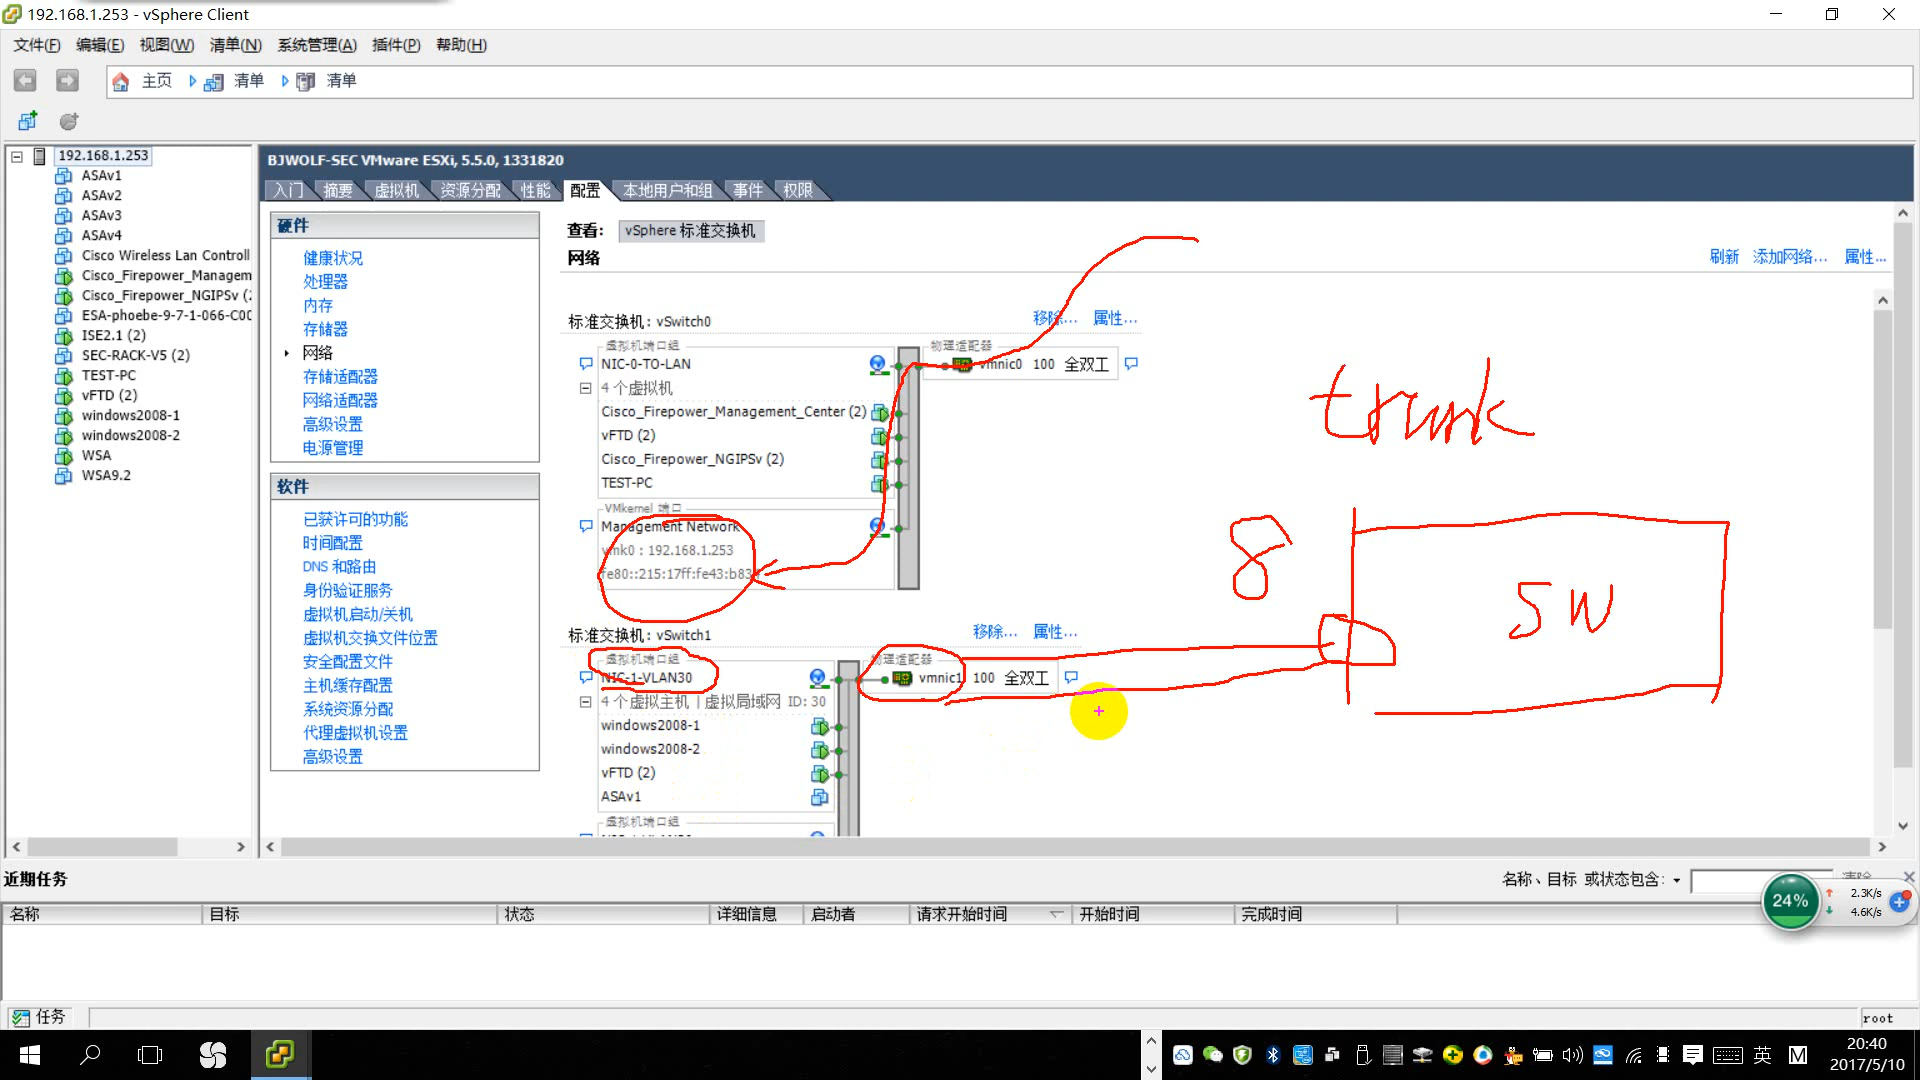 192.168.1.253 - vSphere Client
文件(F) 编辑(E) 视图(W) 清单(N) 系统管理(A) 插件(P) 帮助(H)
主页 清单 清单
192.168.1.253
ASAv1
ASAv2
ASAv3
ASAv4
Cisco Wireless Lan Controll
Cisco_Firepower_Managem
Cisco_Firepower_NGIPSv (2
ESA-phoebe-9-7-1-066-C00
ISE2.1 (2)
SEC-RACK-V5 (2)
TEST-PC
vFTD (2)
windows2008-1
windows2008-2
WSA
WSA9.2
BJWOLF-SEC VMware ESXi, 5.5.0, 1331820
入门 摘要 虚拟机 资源分配 性能 配置 本地用户和组 事件 权限
硬件
健康状况
处理器
内存
存储器
网络
存储适配器
网络适配器
高级设置
电源管理
软件
已获许可的功能
时间配置
DNS 和路由
身份验证服务
虚拟机启动/关机
虚拟机交换文件位置
安全配置文件
主机缓存配置
系统资源分配
代理虚拟机设置
高级设置
查看: vSphere 标准交换机
网络
刷新 添加网络... 属性...
标准交换机: vSwitch0 移除... 属性...
虚拟机端口组 物理适配器
NIC-0-TO-LAN vmnic0 100 全双工
4 个虚拟机
Cisco_Firepower_Management_Center (2)
vFTD (2)
Cisco_Firepower_NGIPSv (2)
TEST-PC
VMkernel 端口
Management Network
vmk0 : 192.168.1.253
fe80::215:17ff:fe43:b83
trunk
8
SW
标准交换机: vSwitch1 移除... 属性...
虚拟机端口组 物理适配器
NIC-1-VLAN30 vmnic1 100 全双工
4 个虚拟主机 | 虚拟局域网 ID: 30
windows2008-1
windows2008-2
vFTD (2)
ASAv1
虚拟机端口组
近期任务
名称、目标 或状态包含: 清除
名称 目标 状态 详细信息 启动者 请求开始时间 开始时间 完成时间
24% 2.3K/s
4.6K/s
任务 root
英 M
20:40
2017/5/10